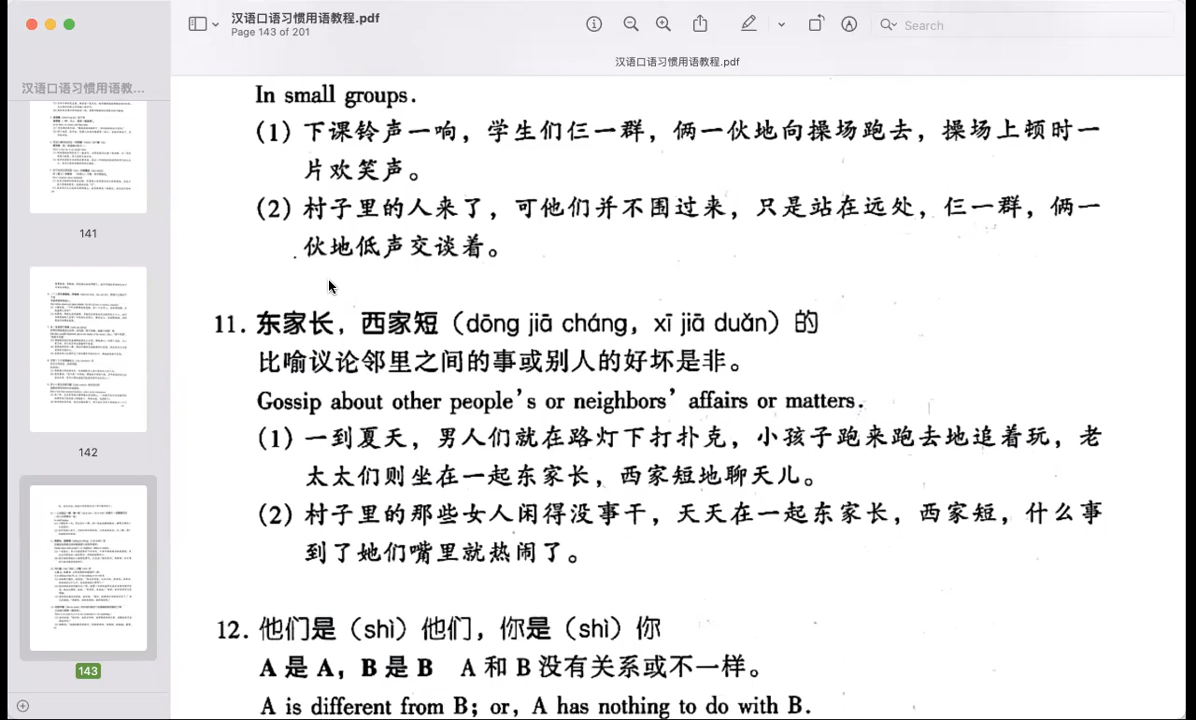 汉语口语习惯用语教程.pdf
Page 143 of 201
Search
汉语口语习惯用语教...
汉语口语习惯用语教程.pdf
141
142
143
In small groups.
(1) 下课铃声一响，学生们仨一群，俩一伙地向操场跑去，操场上顿时一
片欢笑声。
(2) 村子里的人来了，可他们并不围过来，只是站在远处，仨一群，俩一
伙地低声交谈着。
11. 东家长，西家短（dōng jiā cháng，xī jiā duǎn）的
比喻议论邻里之间的事或别人的好坏是非。
Gossip about other people's or neighbors' affairs or matters.
(1) 一到夏天，男人们就在路灯下打扑克，小孩子跑来跑去地追着玩，老
太太们则坐在一起东家长，西家短地聊天儿。
(2) 村子里的那些女人闲得没事干，天天在一起东家长，西家短，什么事
到了她们嘴里就热闹了。
12. 他们是（shì）他们，你是（shì）你
A 是 A，B 是 B A 和 B 没有关系或不一样。
A is different from B; or, A has nothing to do with B.